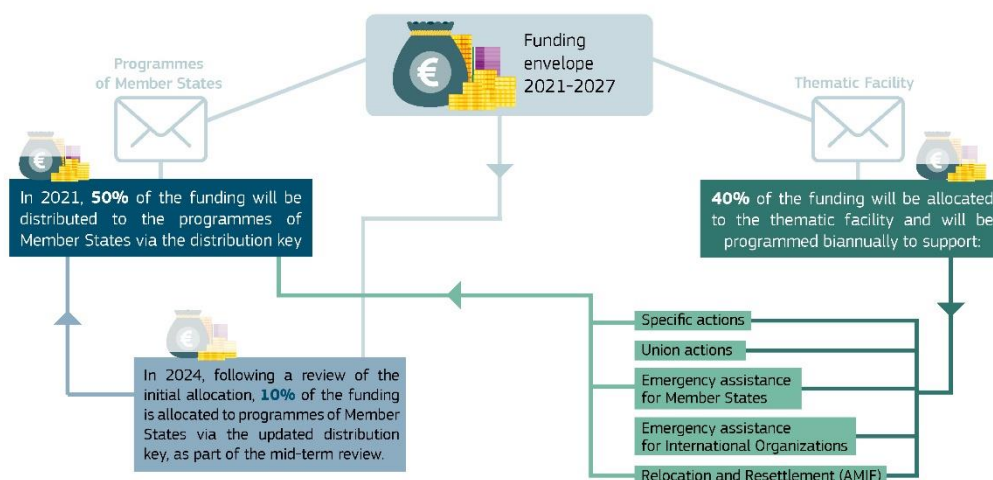 Funding
envelope
2021-2027
Programmes
of Member States
In 2021, 50% of the funding will be
distributed to the programmes of
Member States via the distribution key
In 2024, following a review of the
initial allocation, 10% of the funding
is allocated to programmes of Member
States via the updated distribution
key, as part of the mid-term review.
Thematic Facility
40% of the funding will be allocated
to the thematic facility and will be
programmed biannually to support:
Specific actions
Union actions
Emergency assistance
for Member States
Emergency assistance
for International Organizations
Relocation and Resettlement (AMIF)